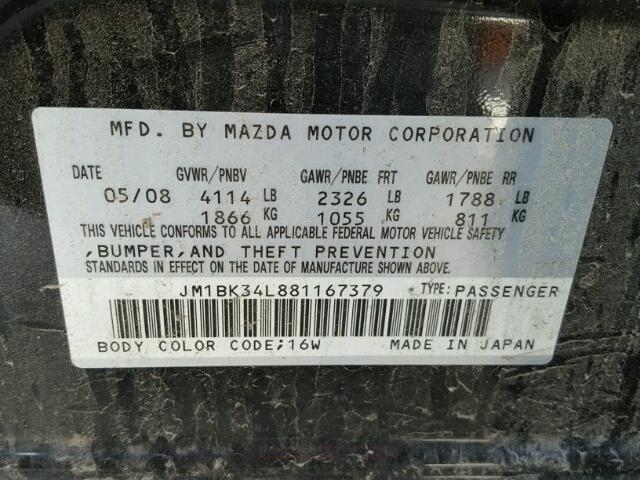 MFD. BY MAZDA MOTOR CORPORATION
DATE GVWR/PNBV GAWR/PNBE FRT GAWR/PNBE RR
05/08 4114 LB 2326 LB 1788 LB
1866 KG 1055 KG 811 KG
THIS VEHICLE CONFORMS TO ALL APPLICABLE FEDERAL MOTOR VEHICLE SAFETY
,BUMPER,AND THEFT PREVENTION
STANDARDS IN EFFECT ON THE DATE OF MANUFACTURE SHOWN ABOVE.
JM1BK34L881167379 TYPE:PASSENGER
BODY COLOR CODE;16W MADE IN JAPAN